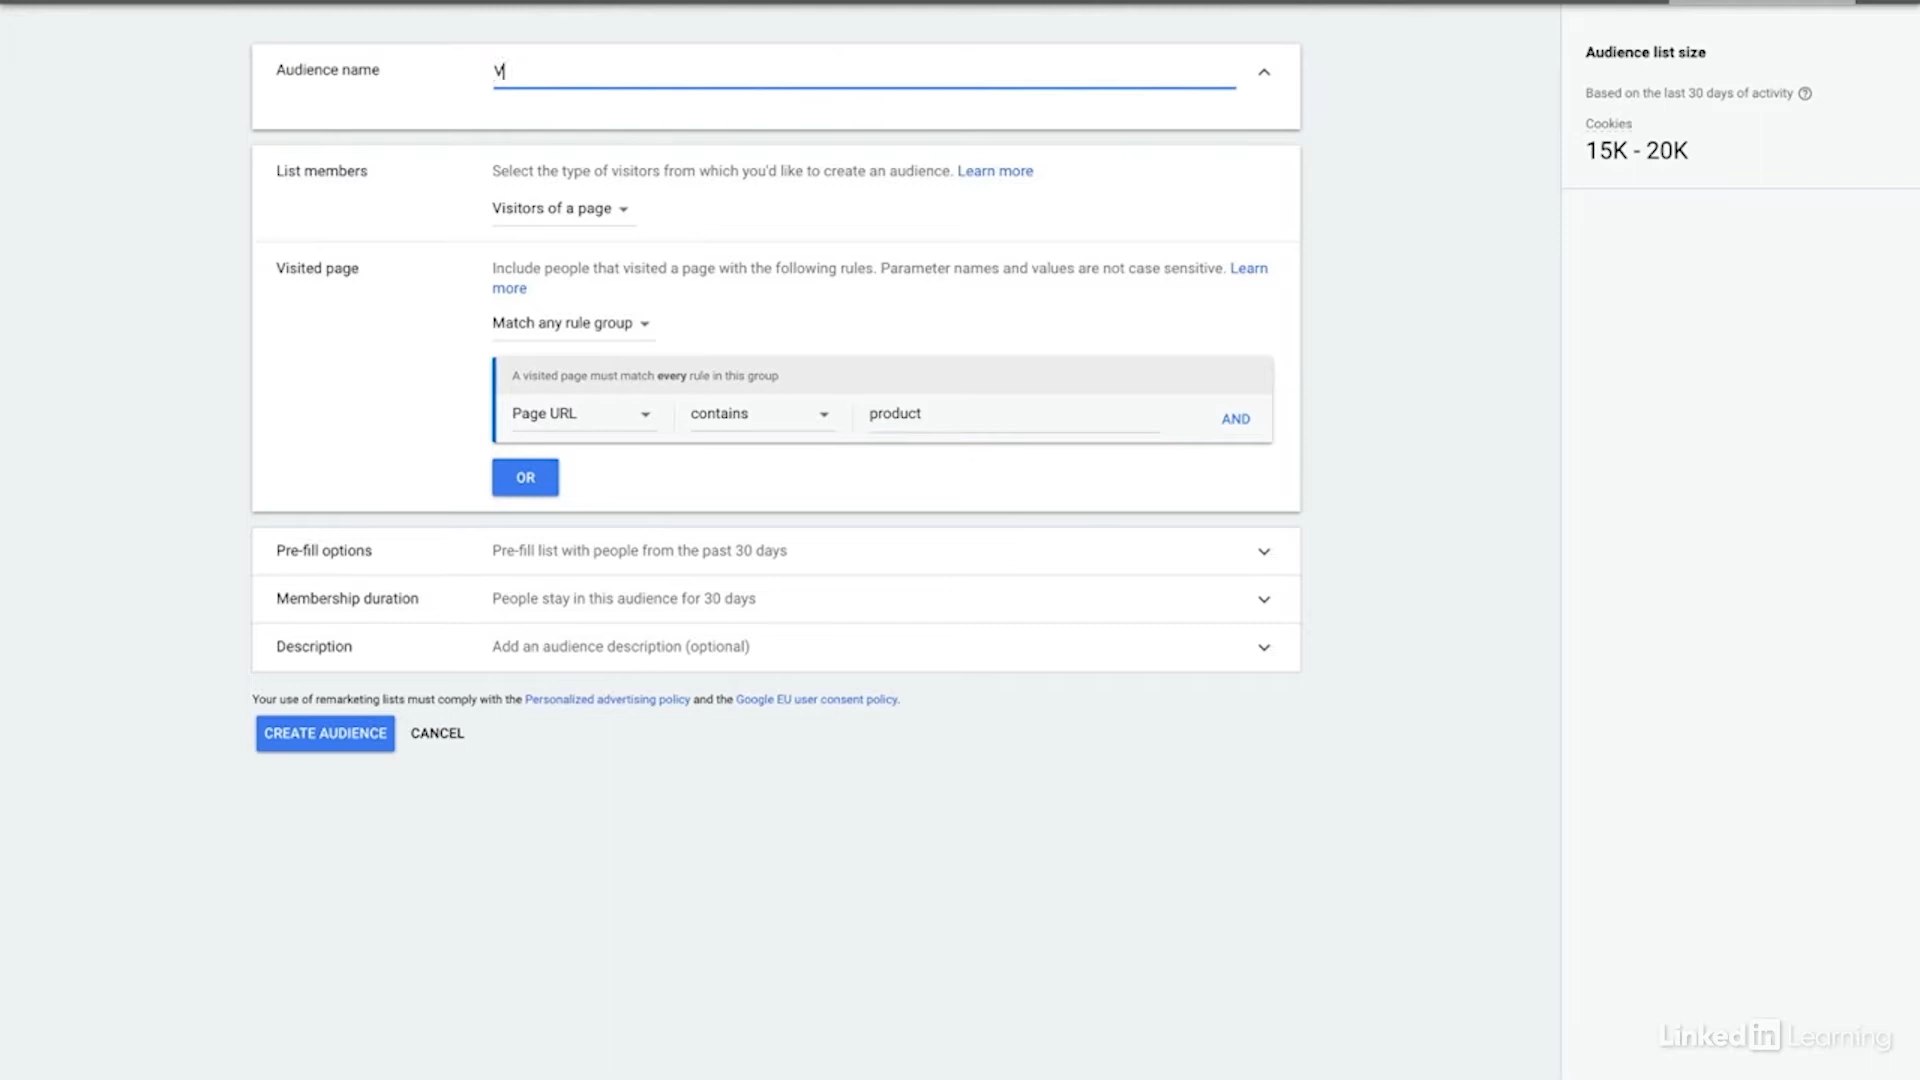 Audience name
V
Audience list size
Based on the last 30 days of activity
Cookies
15K - 20K
List members
Select the type of visitors from which you'd like to create an audience. Learn more
Visitors of a page
Visited page
Include people that visited a page with the following rules. Parameter names and values are not case sensitive. Learn
more
Match any rule group
A visited page must match every rule in this group
Page URL contains product AND
OR
Pre-fill options Pre-fill list with people from the past 30 days
Membership duration People stay in this audience for 30 days
Description Add an audience description (optional)
Your use of remarketing lists must comply with the Personalized advertising policy and the Google EU user consent policy.
CREATE AUDIENCE CANCEL
Linked in Learning